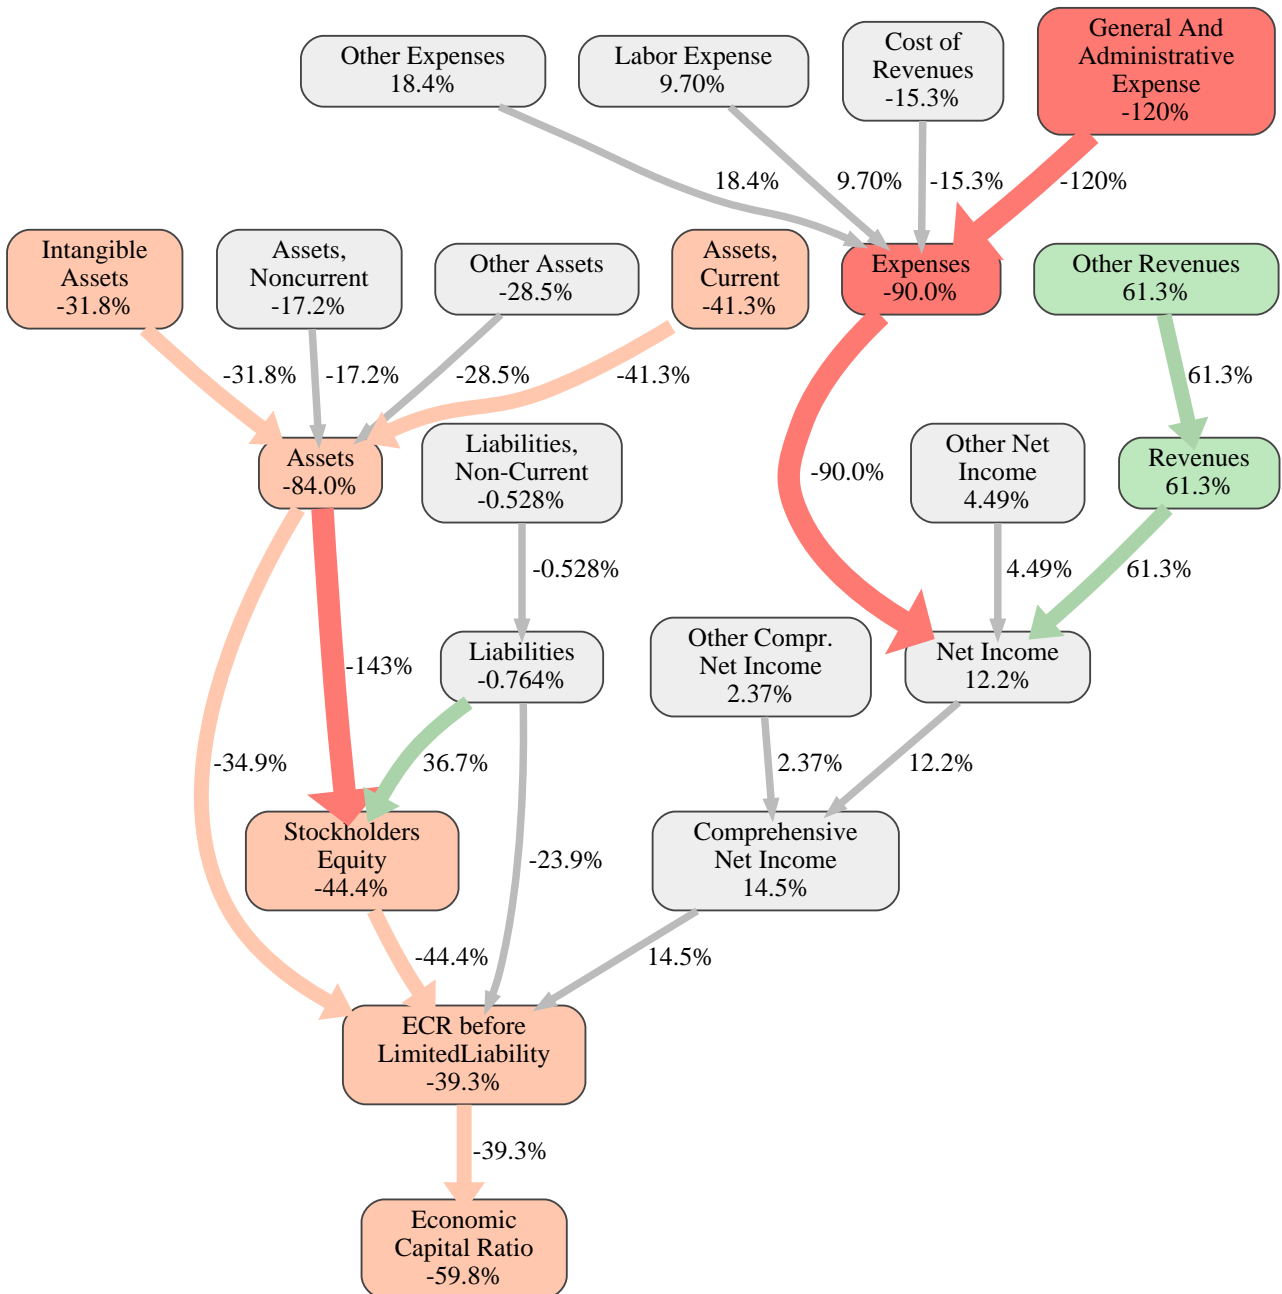 Other Expenses
18.4%
Labor Expense
9.70%
Cost of
Revenues
-15.3%
General And
Administrative
Expense
-120%
18.4%
9.70%
-15.3%
-120%
Intangible
Assets
-31.8%
Assets,
Noncurrent
-17.2%
Other Assets
-28.5%
Assets,
Current
-41.3%
Expenses
-90.0%
Other Revenues
61.3%
-31.8%
-17.2%
-28.5%
-41.3%
61.3%
Assets
-84.0%
Liabilities,
Non-Current
-0.528%
-90.0%
Other Net
Income
4.49%
Revenues
61.3%
-0.528%
4.49%
61.3%
-143%
Liabilities
-0.764%
Other Compr.
Net Income
2.37%
Net Income
12.2%
-34.9%
36.7%
2.37%
12.2%
Stockholders
Equity
-44.4%
-23.9%
Comprehensive
Net Income
14.5%
-44.4%
14.5%
ECR before
LimitedLiability
-39.3%
-39.3%
Economic
Capital Ratio
-59.8%